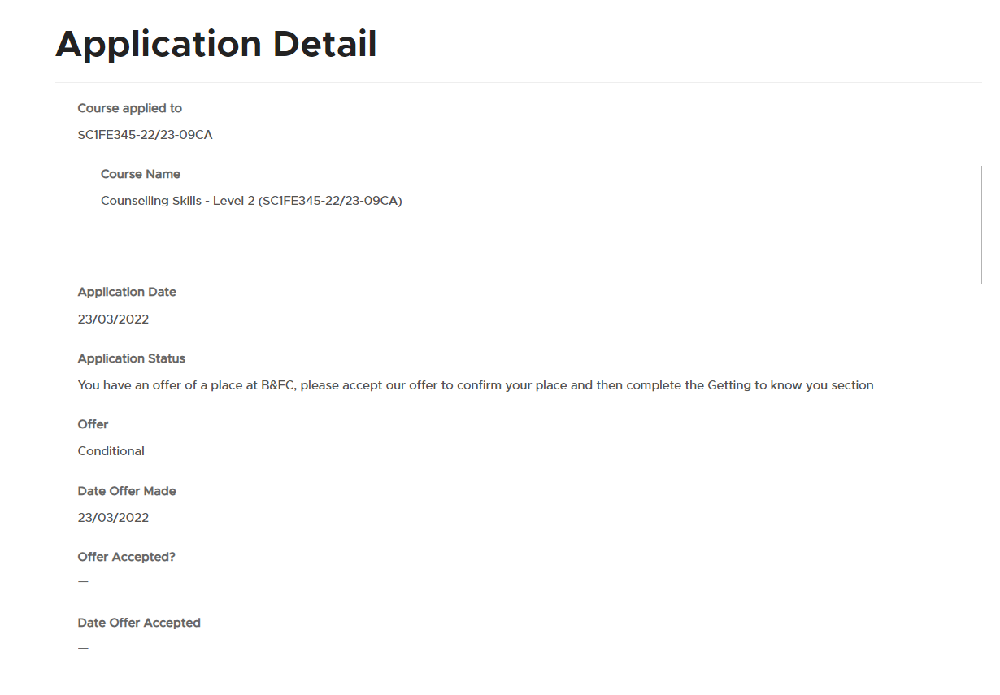 Application Detail
Course applied to
SC1FE345-22/23-09CA
Course Name
Counselling Skills - Level 2 (SC1FE345-22/23-09CA)
Application Date
23/03/2022
Application Status
You have an offer of a place at B&FC, please accept our offer to confirm your place and then complete the Getting to know you section
Offer
Conditional
Date Offer Made
23/03/2022
Offer Accepted?
—
Date Offer Accepted
—